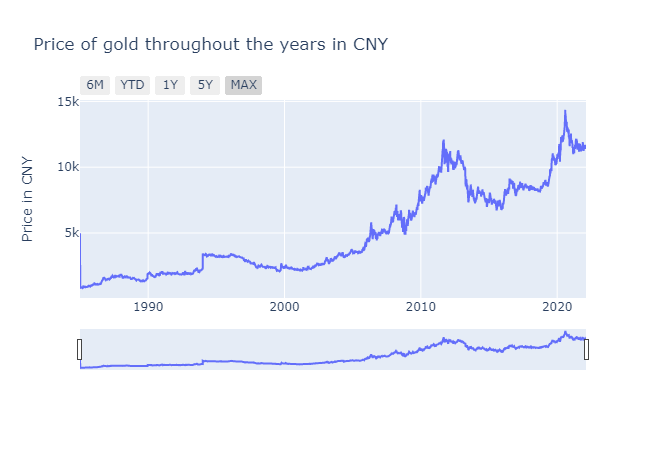 Price of gold throughout the years in CNY
6M YTD 1Y 5Y MAX
15k
10k
5k
Price in CNY
1990 2000 2010 2020